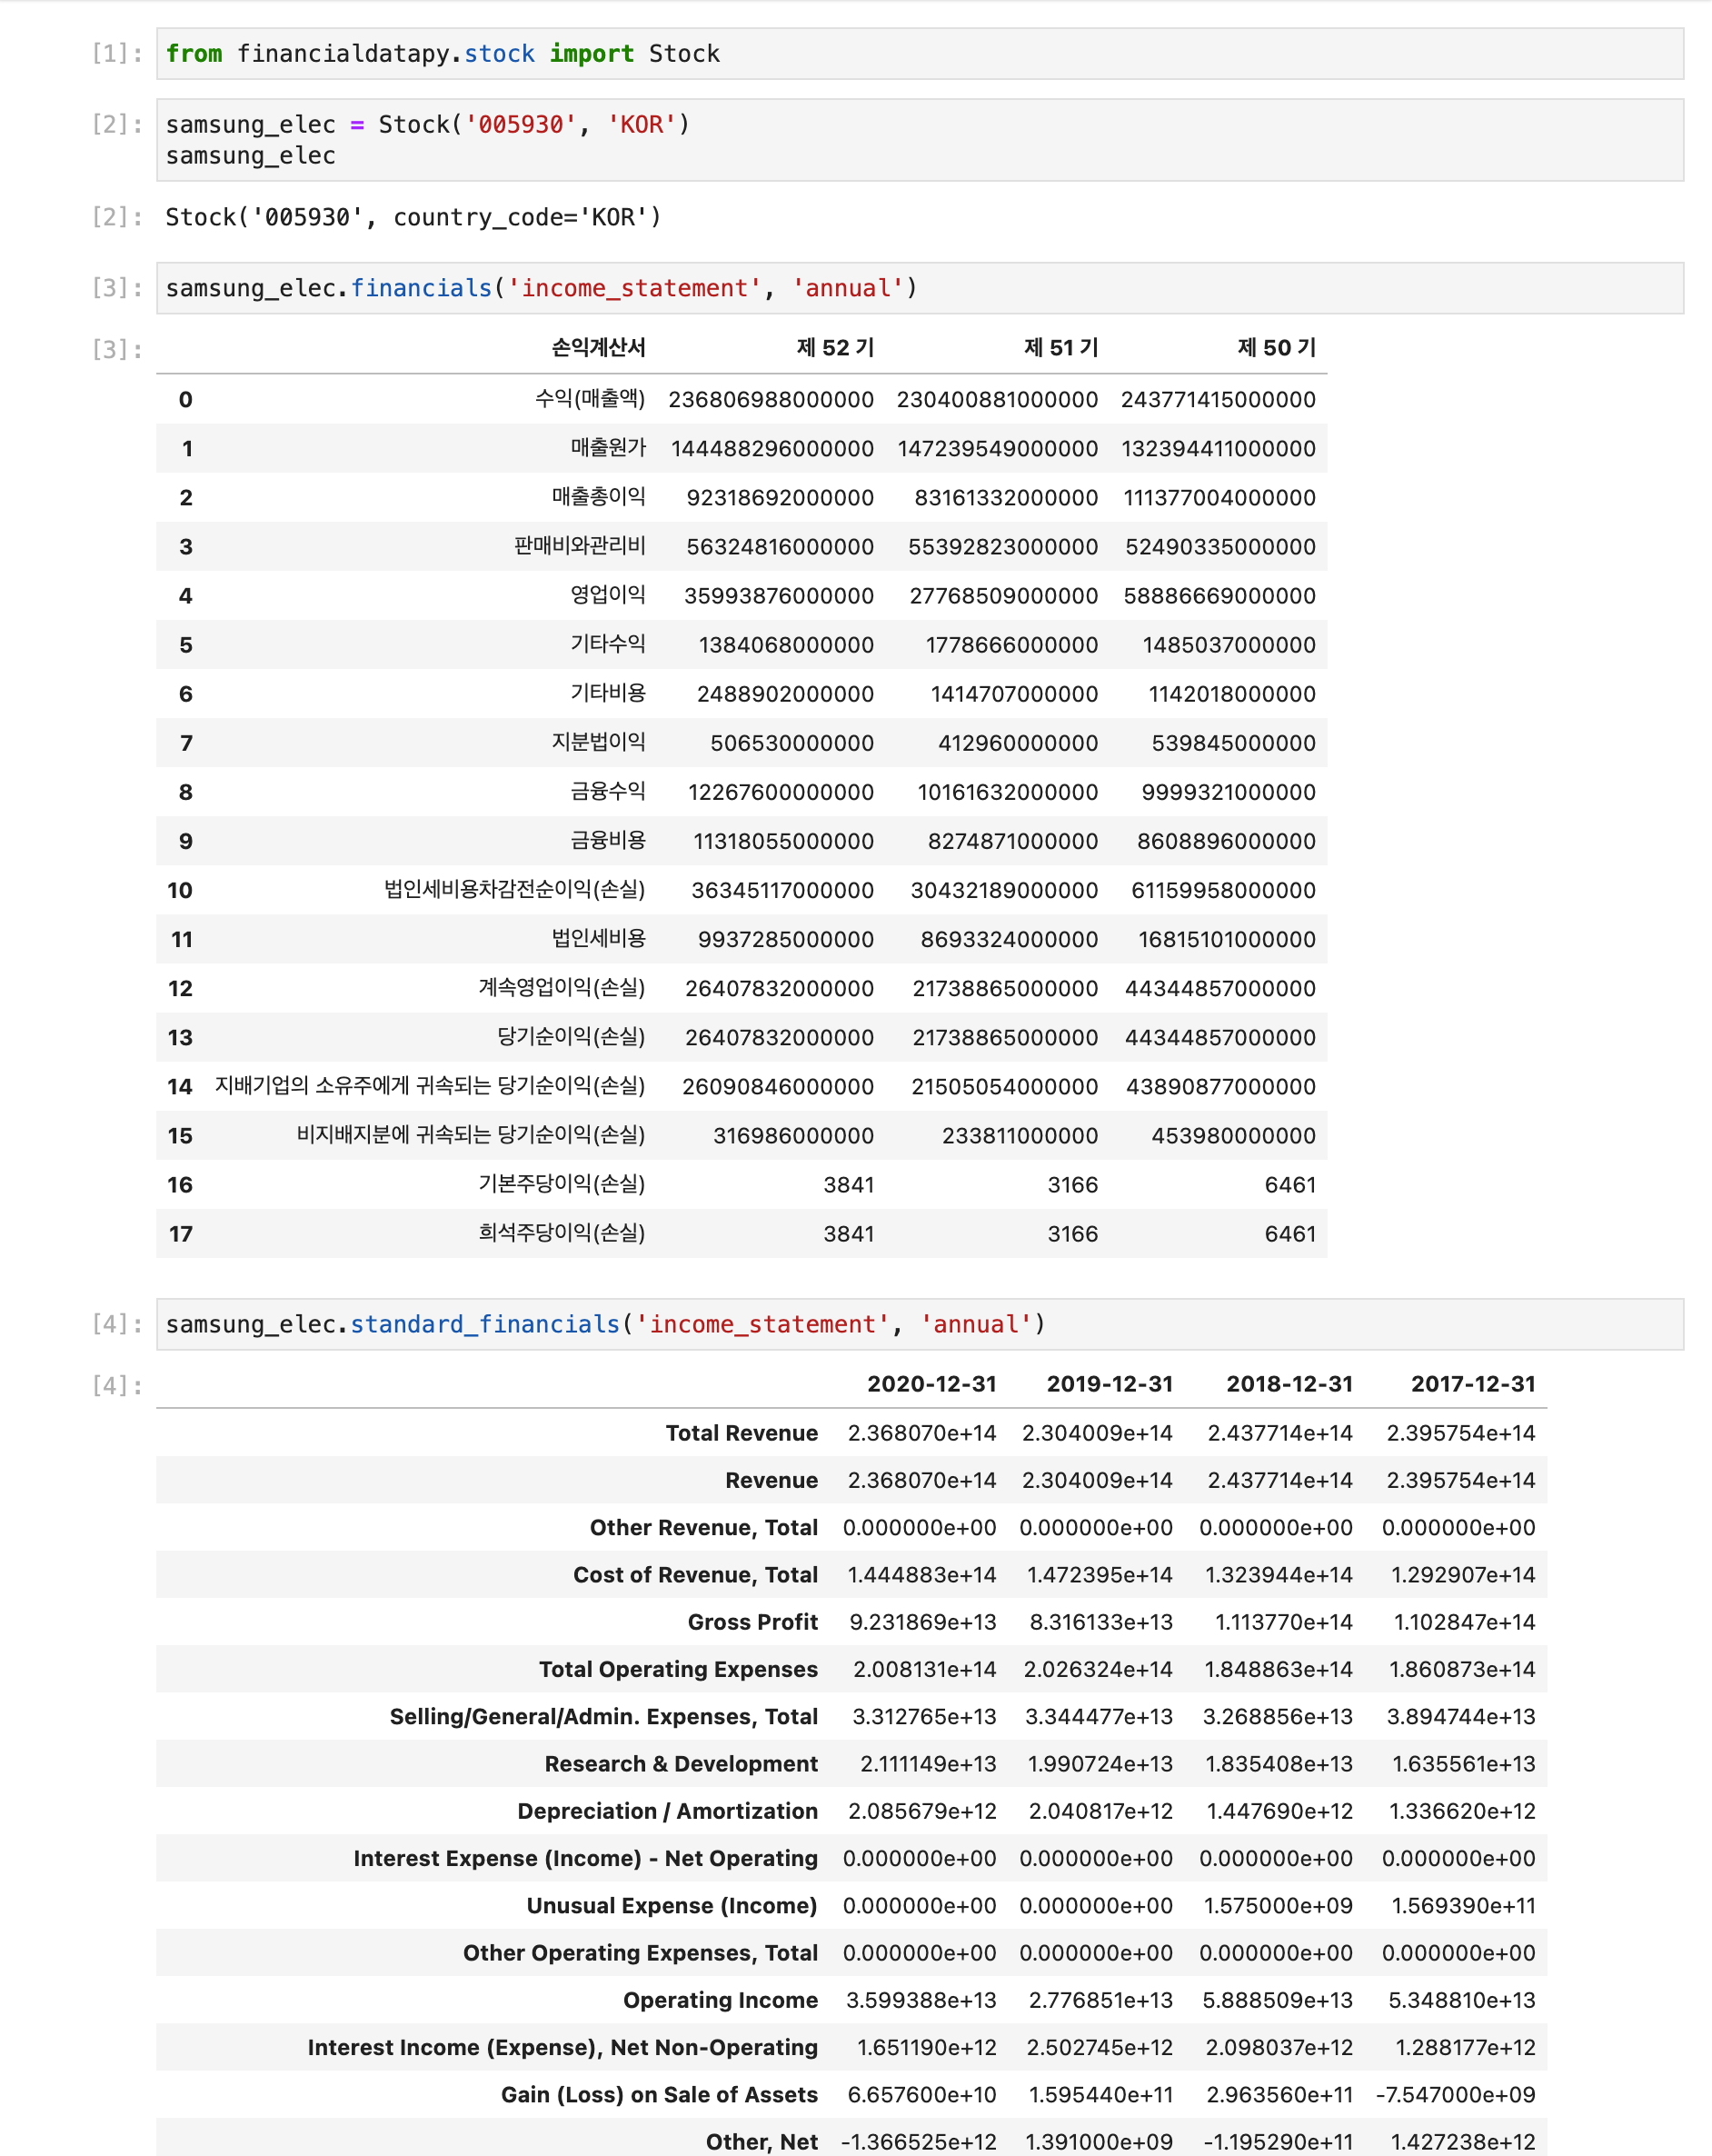 [1]: from financialdatapy.stock import Stock
[2]: samsung_elec = Stock('005930', 'KOR')
samsung_elec
[2]: Stock('005930', country_code='KOR')
[3]: samsung_elec.financials('income_statement', 'annual')
[3]: 손익계산서 제 52 기 제 51 기 제 50 기
0 수익(매출액) 236806988000000 230400881000000 243771415000000
1 매출원가 144488296000000 147239549000000 132394411000000
2 매출총이익 92318692000000 83161332000000 111377004000000
3 판매비와관리비 56324816000000 55392823000000 52490335000000
4 영업이익 35993876000000 27768509000000 58886669000000
5 기타수익 1384068000000 1778666000000 1485037000000
6 기타비용 2488902000000 1414707000000 1142018000000
7 지분법이익 506530000000 412960000000 539845000000
8 금융수익 12267600000000 10161632000000 9999321000000
9 금융비용 11318055000000 8274871000000 8608896000000
10 법인세비용차감전순이익(손실) 36345117000000 30432189000000 61159958000000
11 법인세비용 9937285000000 8693324000000 16815101000000
12 계속영업이익(손실) 26407832000000 21738865000000 44344857000000
13 당기순이익(손실) 26407832000000 21738865000000 44344857000000
14 지배기업의 소유주에게 귀속되는 당기순이익(손실) 26090846000000 21505054000000 43890877000000
15 비지배지분에 귀속되는 당기순이익(손실) 316986000000 233811000000 453980000000
16 기본주당이익(손실) 3841 3166 6461
17 희석주당이익(손실) 3841 3166 6461
[4]: samsung_elec.standard_financials('income_statement', 'annual')
[4]: 2020-12-31 2019-12-31 2018-12-31 2017-12-31
Total Revenue 2.368070e+14 2.304009e+14 2.437714e+14 2.395754e+14
Revenue 2.368070e+14 2.304009e+14 2.437714e+14 2.395754e+14
Other Revenue, Total 0.000000e+00 0.000000e+00 0.000000e+00 0.000000e+00
Cost of Revenue, Total 1.444883e+14 1.472395e+14 1.323944e+14 1.292907e+14
Gross Profit 9.231869e+13 8.316133e+13 1.113770e+14 1.102847e+14
Total Operating Expenses 2.008131e+14 2.026324e+14 1.848863e+14 1.860873e+14
Selling/General/Admin. Expenses, Total 3.312765e+13 3.344477e+13 3.268856e+13 3.894744e+13
Research & Development 2.111149e+13 1.990724e+13 1.835408e+13 1.635561e+13
Depreciation / Amortization 2.085679e+12 2.040817e+12 1.447690e+12 1.336620e+12
Interest Expense (Income) - Net Operating 0.000000e+00 0.000000e+00 0.000000e+00 0.000000e+00
Unusual Expense (Income) 0.000000e+00 0.000000e+00 1.575000e+09 1.569390e+11
Other Operating Expenses, Total 0.000000e+00 0.000000e+00 0.000000e+00 0.000000e+00
Operating Income 3.599388e+13 2.776851e+13 5.888509e+13 5.348810e+13
Interest Income (Expense), Net Non-Operating 1.651190e+12 2.502745e+12 2.098037e+12 1.288177e+12
Gain (Loss) on Sale of Assets 6.657600e+10 1.595440e+11 2.963560e+11 -7.547000e+09
Other, Net -1.366525e+12 1.391000e+09 -1.195290e+11 1.427238e+12